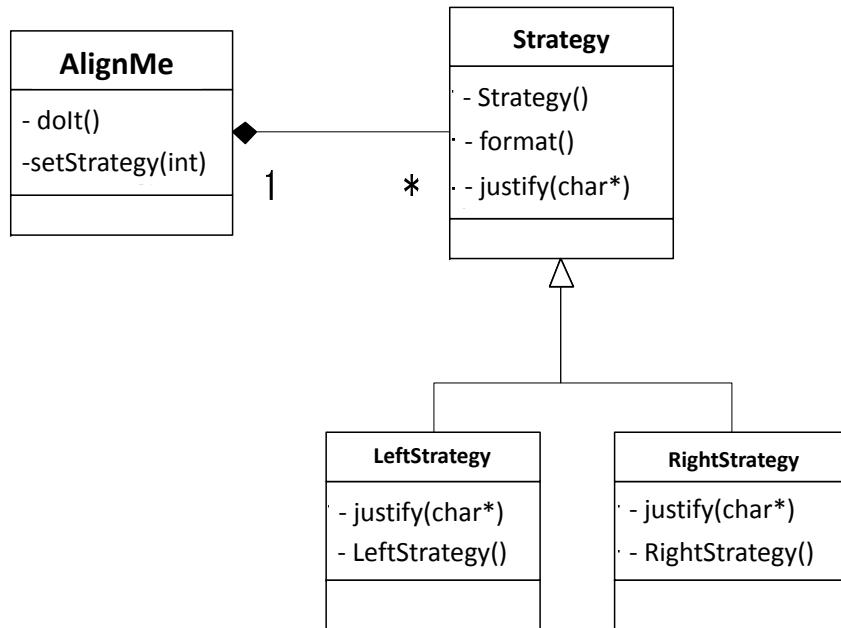 AlignMe
- doIt()
-setStrategy(int)
1
*
Strategy
- Strategy()
- format()
- justify(char*)
LeftStrategy
- justify(char*)
- LeftStrategy()
RightStrategy
- justify(char*)
- RightStrategy()